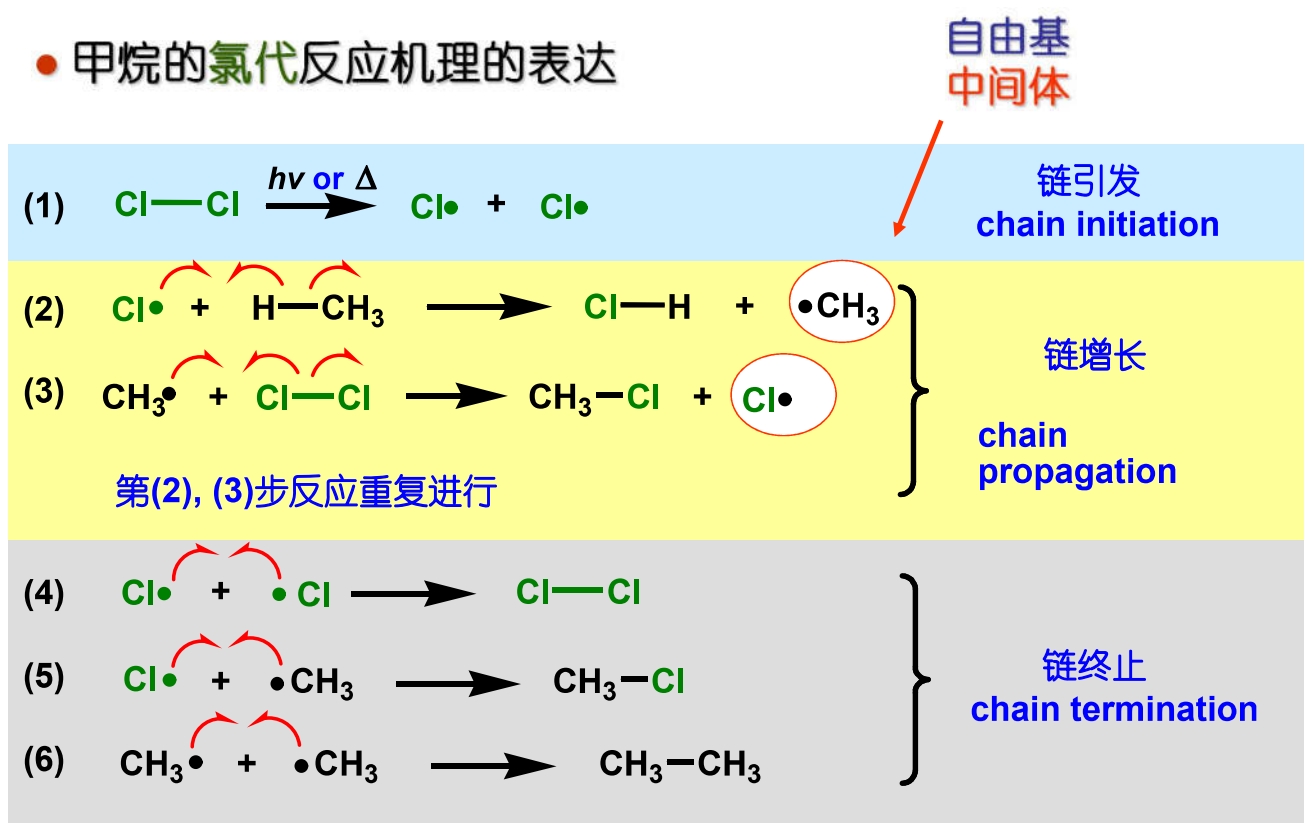 • 甲烷的氯代反应机理的表达
自由基
中间体
(1) Cl—Cl hv or Δ Cl• + Cl•
链引发
chain initiation
(2) Cl• + H—CH₃ Cl—H + •CH₃
(3) CH₃• + Cl—Cl CH₃—Cl + Cl•
链增长
chain
propagation
第(2), (3)步反应重复进行
(4) Cl• + •Cl Cl—Cl
(5) Cl• + •CH₃ CH₃—Cl
(6) CH₃• + •CH₃ CH₃—CH₃
链终止
chain termination